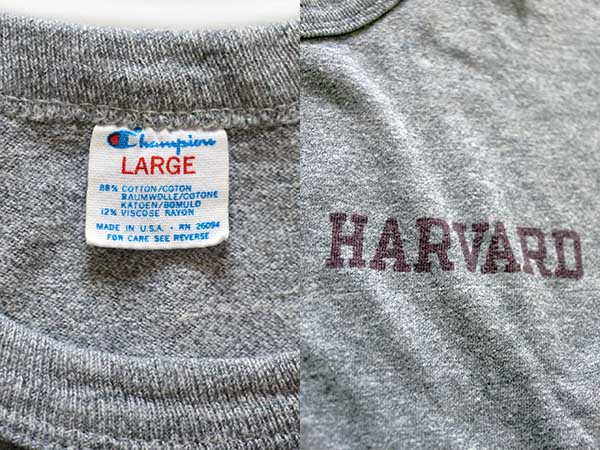 Champion
LARGE
88% COTTON/COTON
BAUMWOLLE/COTONE
KATOEN/BOMULD
12% VISCOSE RAYON
MADE IN U.S.A. • RN 26094
FOR CARE SEE REVERSE
HARVARD